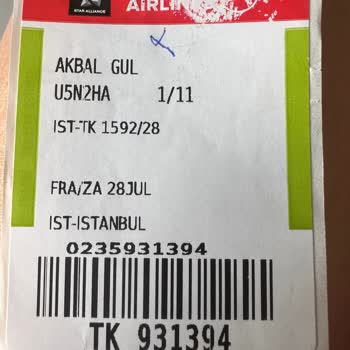 STAR ALLIANCE
AIRLIN
AKBAL GUL
U5N2HA 1/11
IST-TK 1592/28
FRA/ZA 28JUL
IST-ISTANBUL
0235931394
TK 931394